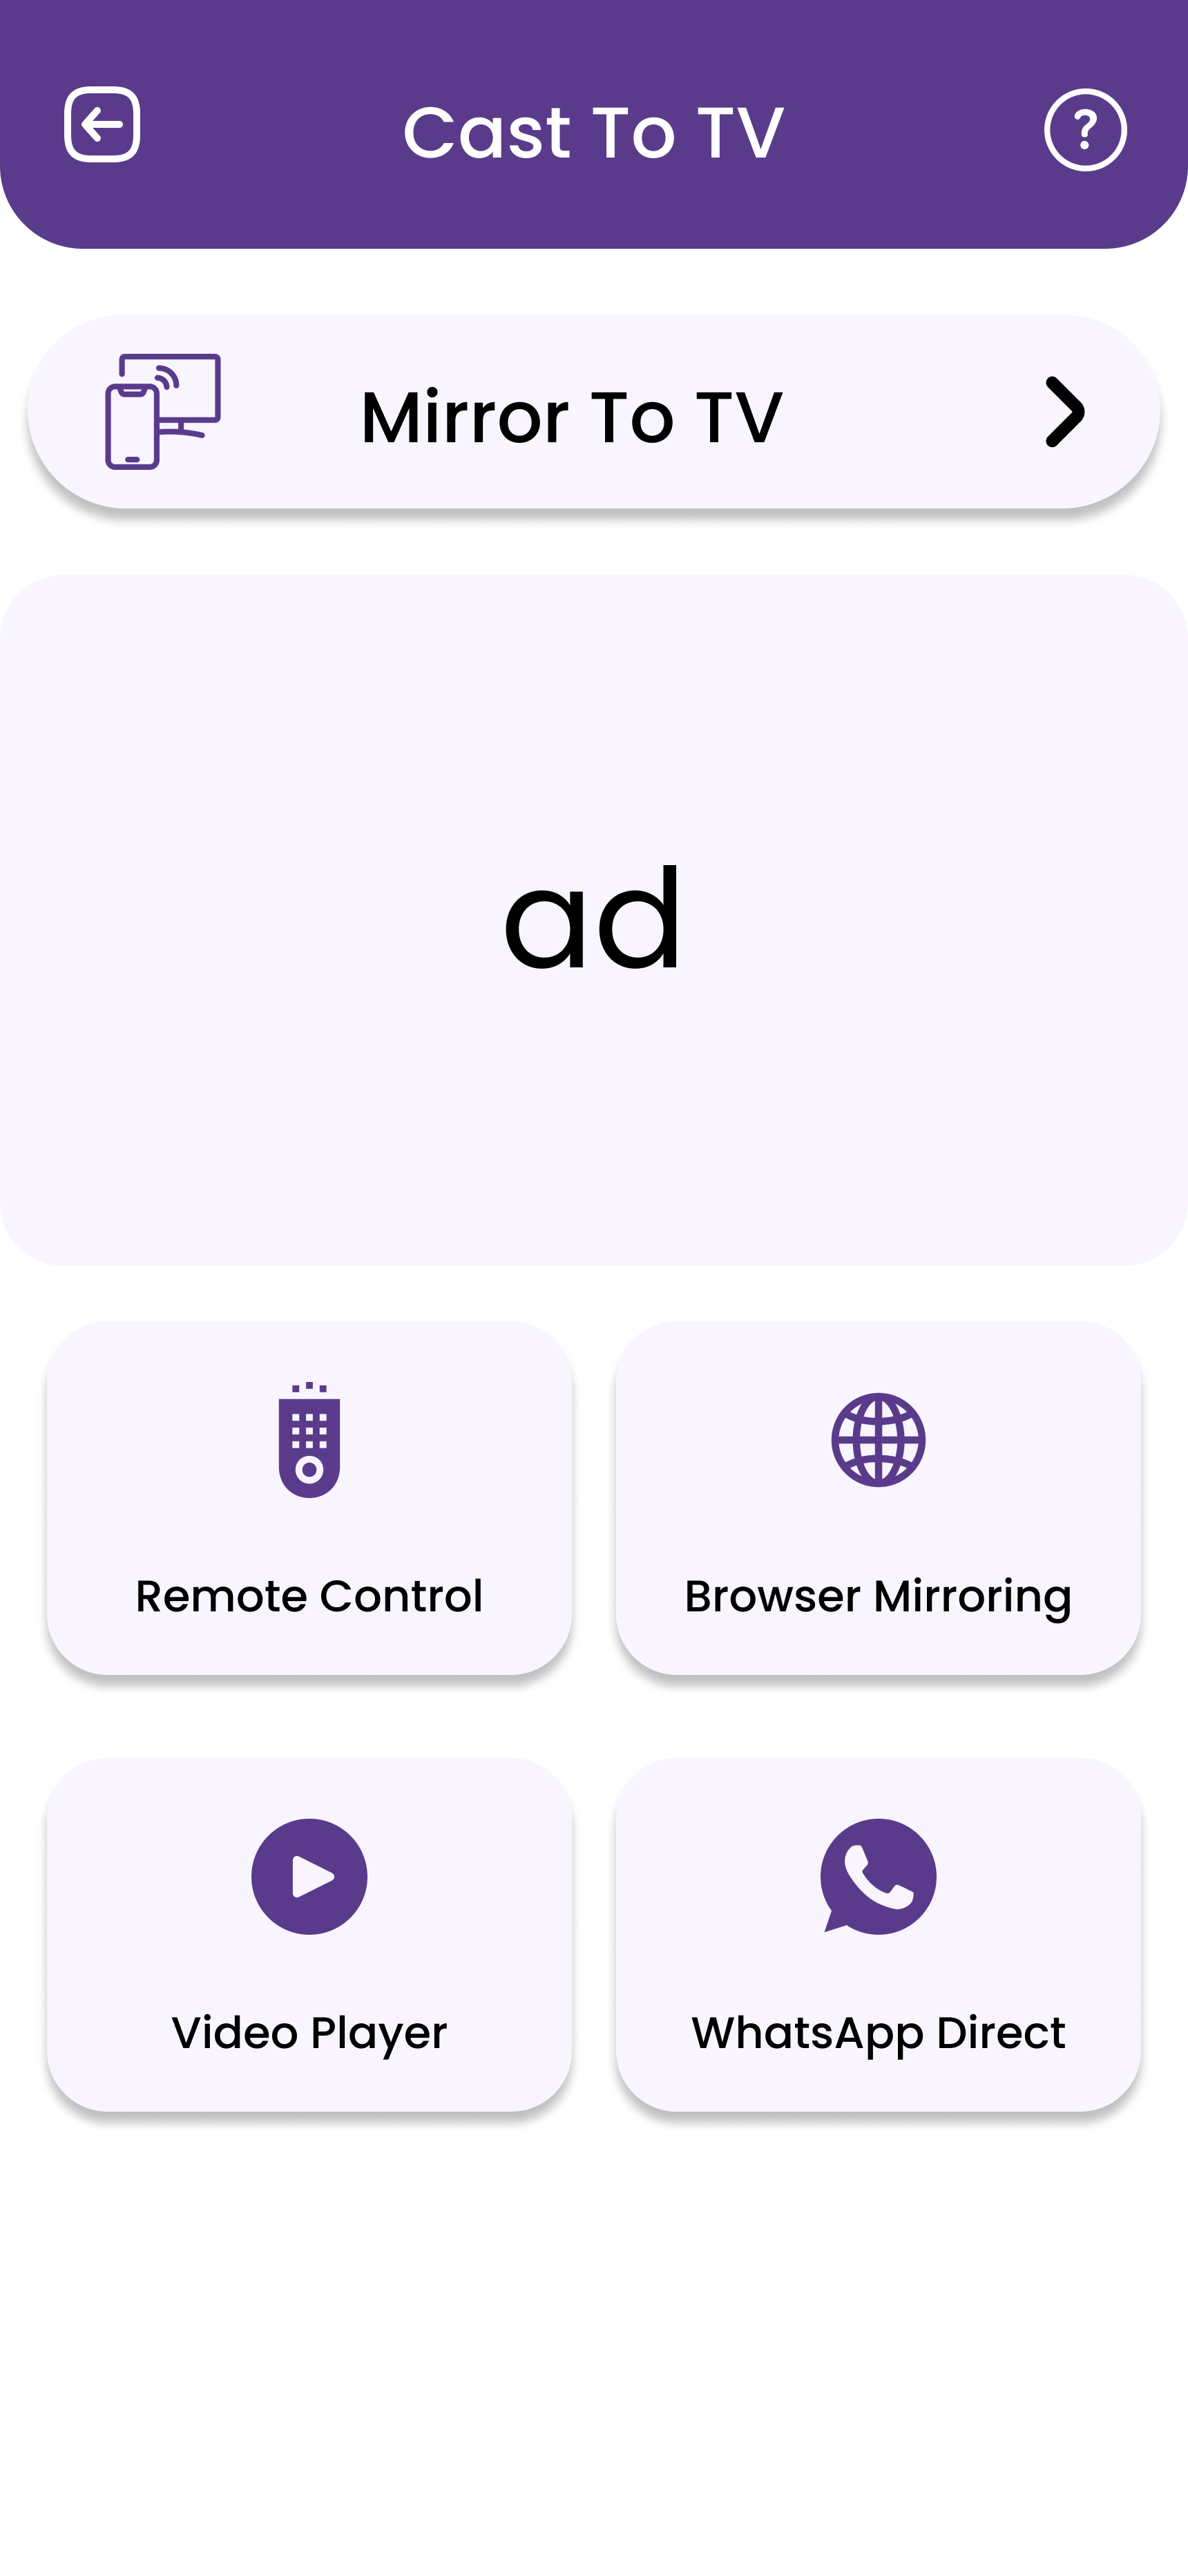 Cast To TV
Mirror To TV
ad
Remote Control
Browser Mirroring
Video Player
WhatsApp Direct